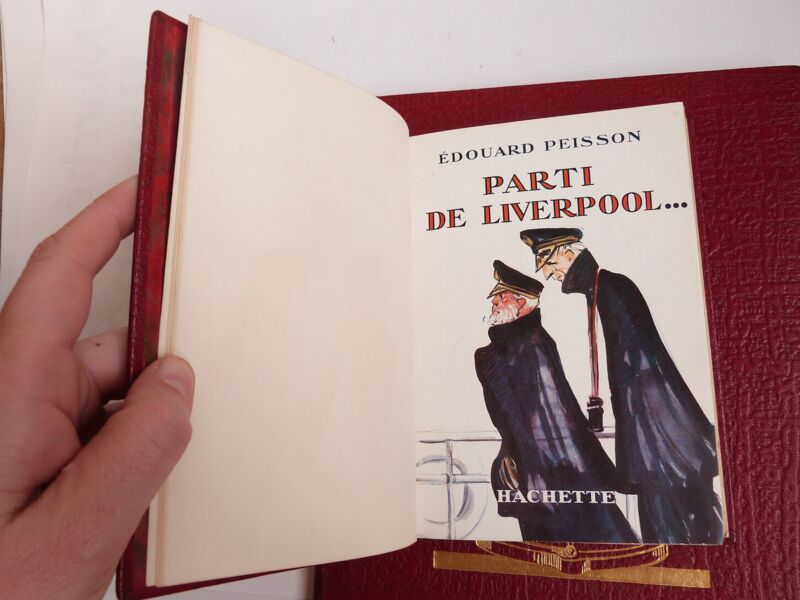 ÉDOUARD PEISSON
PARTI
DE LIVERPOOL...
HACHETTE